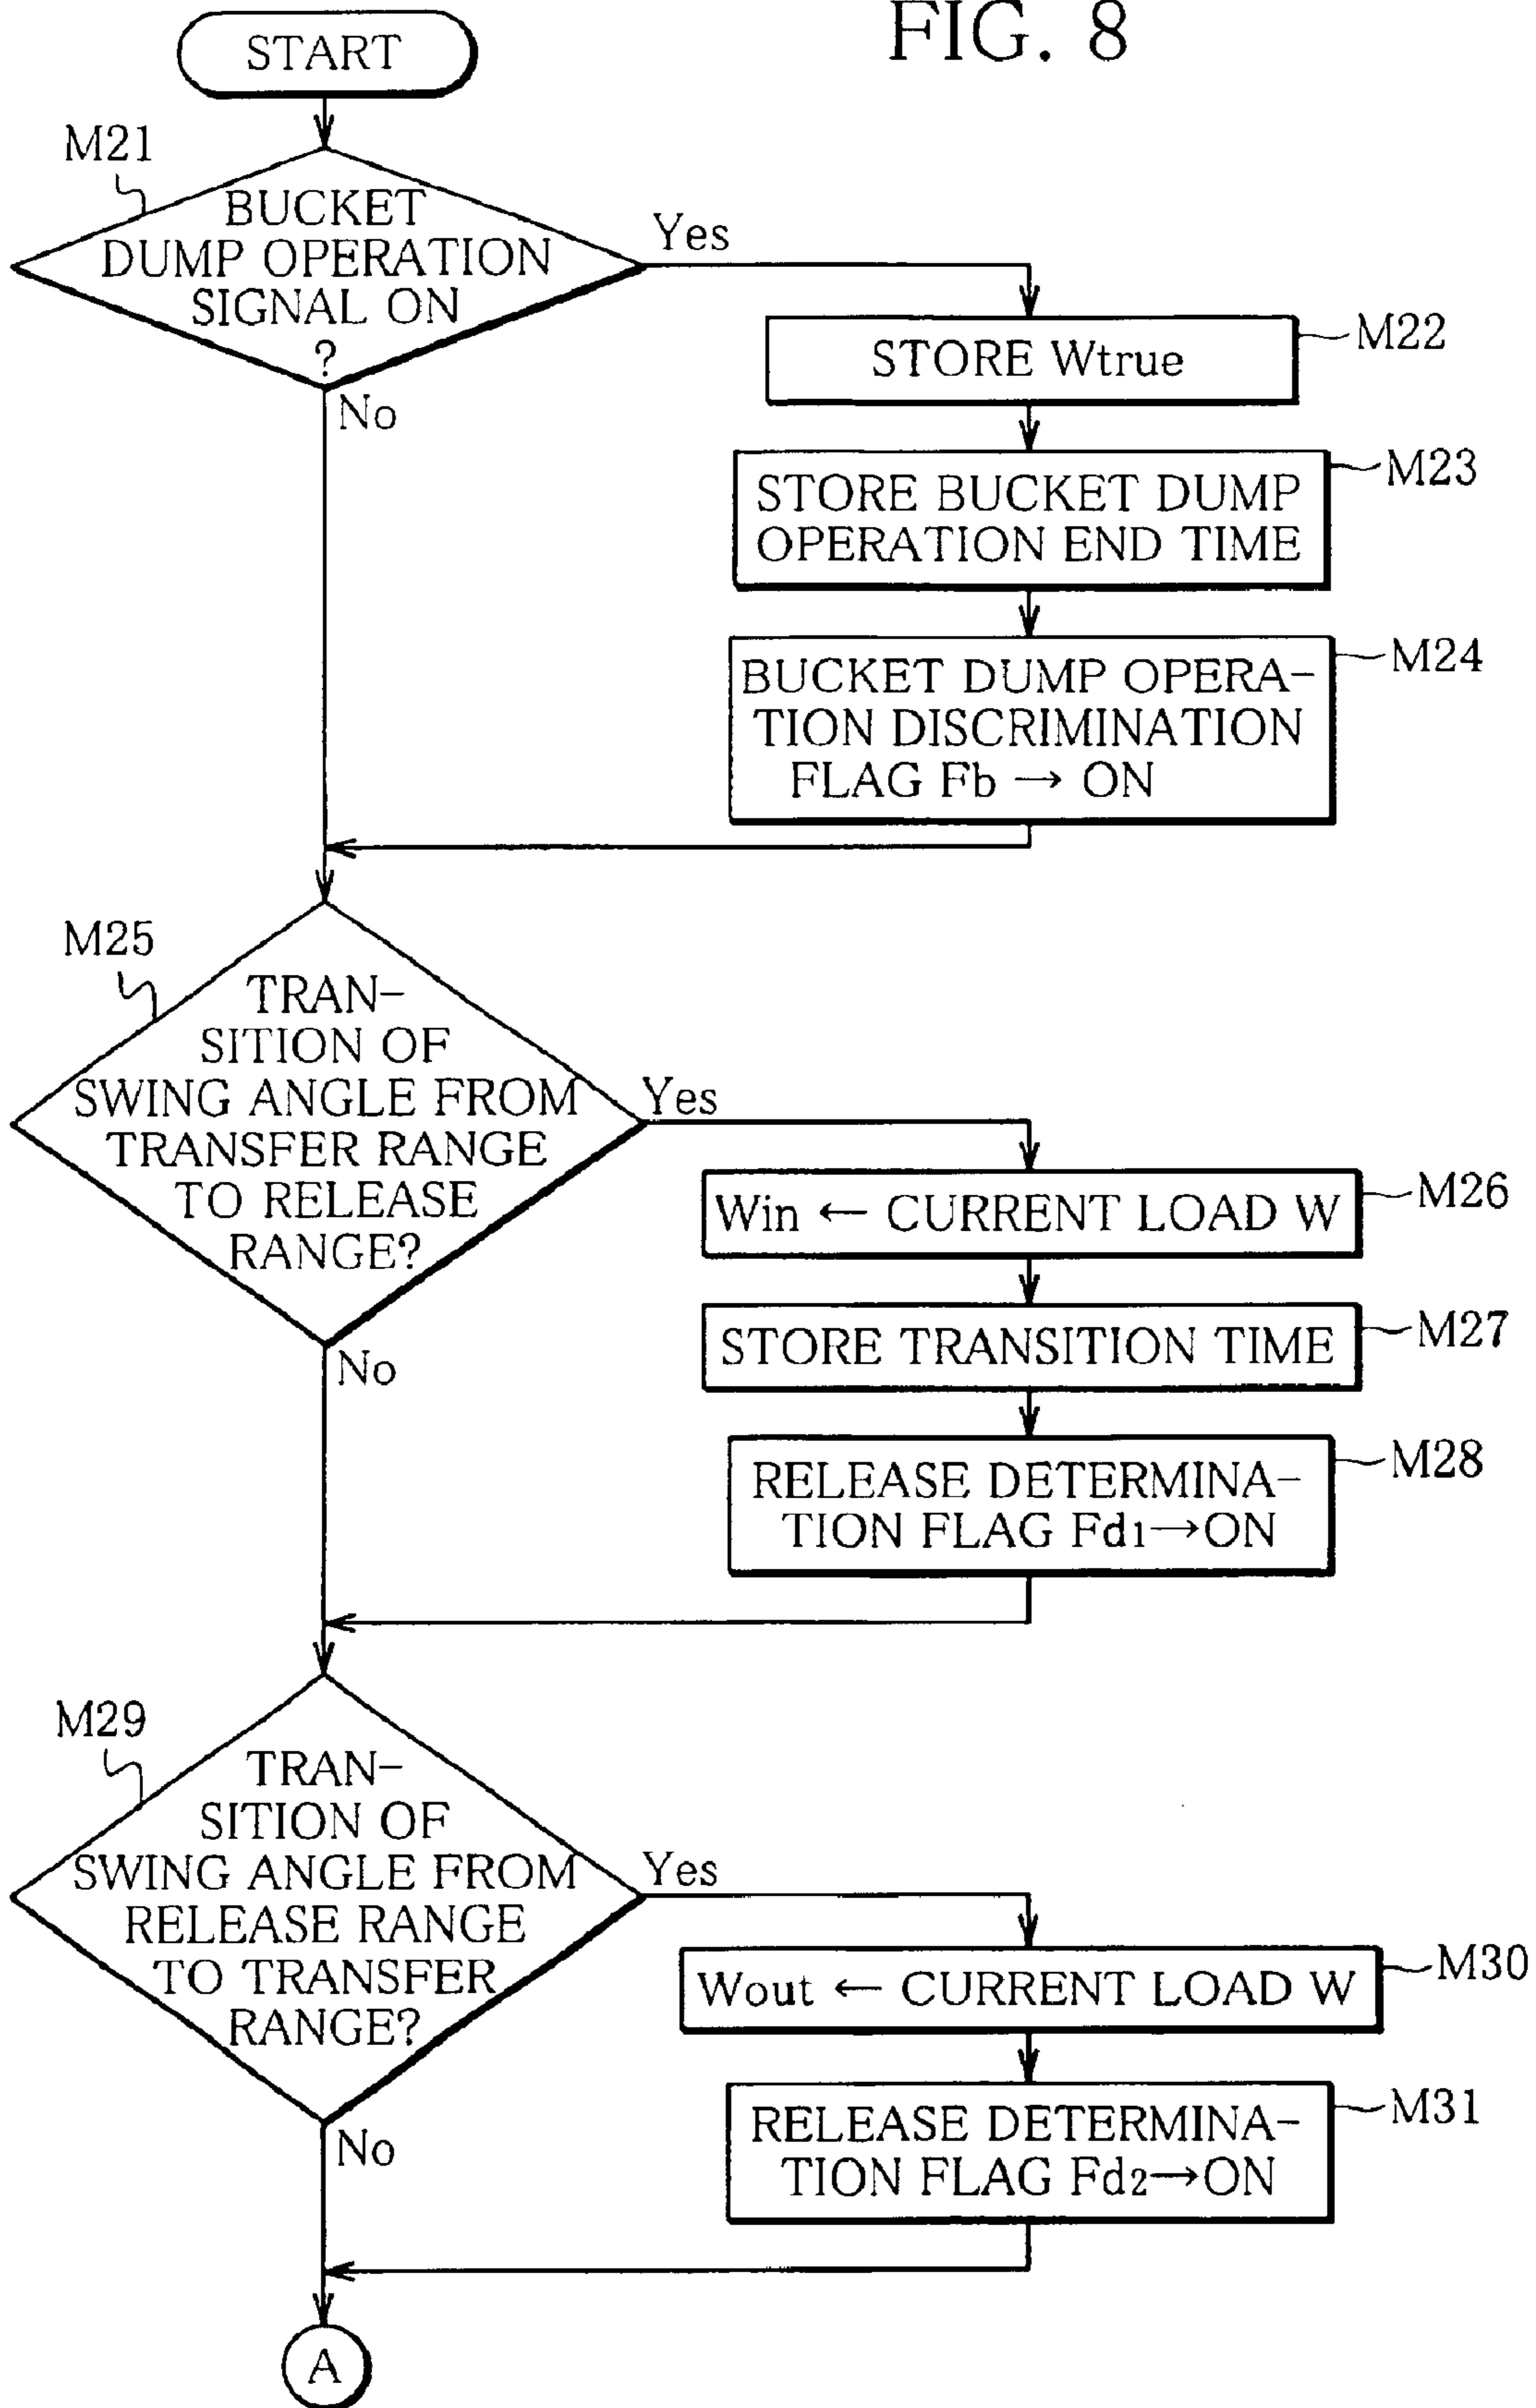 FIG. 8
START
M21
BUCKET
DUMP OPERATION
SIGNAL ON
?
Yes
No
STORE Wtrue
M22
STORE BUCKET DUMP
OPERATION END TIME
M23
BUCKET DUMP OPERA-
TION DISCRIMINATION
FLAG Fb → ON
M24
M25
TRAN-
SITION OF
SWING ANGLE FROM
TRANSFER RANGE
TO RELEASE
RANGE?
Yes
No
Win ← CURRENT LOAD W
M26
STORE TRANSITION TIME
M27
RELEASE DETERMINA-
TION FLAG Fd1→ON
M28
M29
TRAN-
SITION OF
SWING ANGLE FROM
RELEASE RANGE
TO TRANSFER
RANGE?
Yes
No
Wout ← CURRENT LOAD W
M30
RELEASE DETERMINA-
TION FLAG Fd2→ON
M31
A